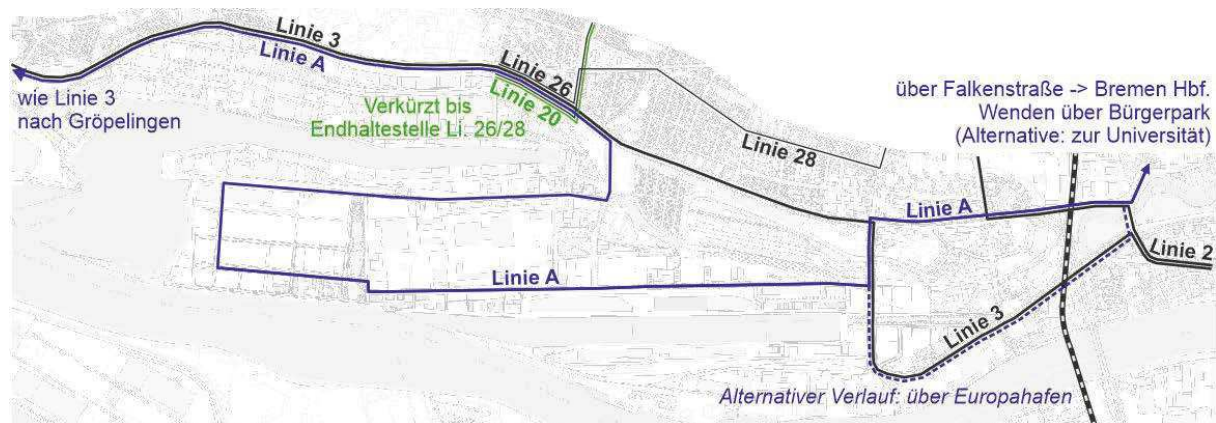 Linie 3
Linie A
wie Linie 3
nach Gröpelingen
Linie 26
Linie 20
Verkürzt bis
Endhaltestelle Li. 26/28
Linie 28
über Falkenstraße -> Bremen Hbf.
Wenden über Bürgerpark
(Alternative: zur Universität)
Linie A
Linie 2
Linie A
Linie 3
Alternativer Verlauf: über Europahafen